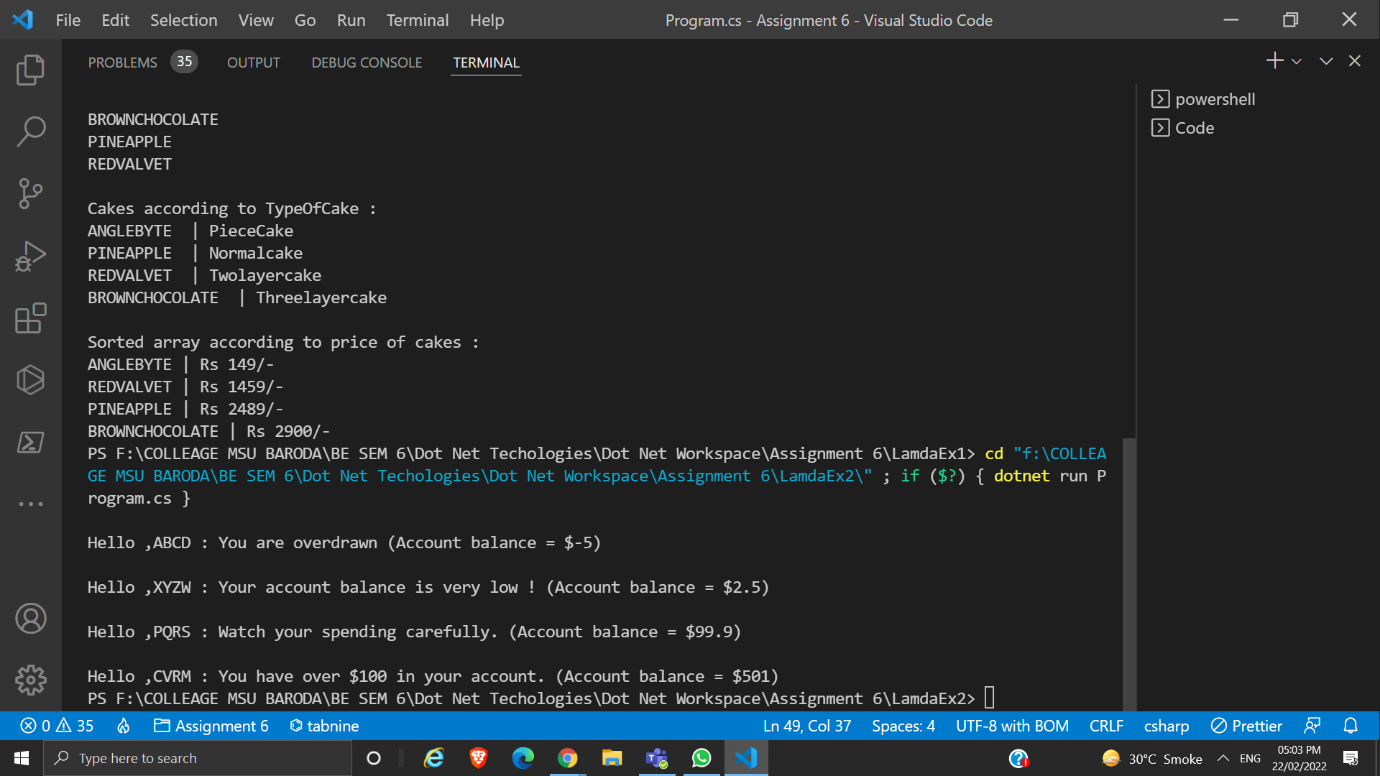 File Edit Selection View Go Run Terminal Help Program.cs - Assignment 6 - Visual Studio Code
PROBLEMS 35 OUTPUT DEBUG CONSOLE TERMINAL
powershell
Code
BROWNCHOCOLATE
PINEAPPLE
REDVALVET
Cakes according to TypeOfCake :
ANGLEBYTE | PieceCake
PINEAPPLE | Normalcake
REDVALVET | Twolayercake
BROWNCHOCOLATE | Threelayercake
Sorted array according to price of cakes :
ANGLEBYTE | Rs 149/-
REDVALVET | Rs 1459/-
PINEAPPLE | Rs 2489/-
BROWNCHOCOLATE | Rs 2900/-
PS F:\COLLEAGE MSU BARODA\BE SEM 6\Dot Net Techologies\Dot Net Workspace\Assignment 6\LamdaEx1> cd "f:\COLLEA
GE MSU BARODA\BE SEM 6\Dot Net Techologies\Dot Net Workspace\Assignment 6\LamdaEx2\" ; if ($?) { dotnet run P
rogram.cs }
Hello ,ABCD : You are overdrawn (Account balance = $-5)
Hello ,XYZW : Your account balance is very low ! (Account balance = $2.5)
Hello ,PQRS : Watch your spending carefully. (Account balance = $99.9)
Hello ,CVRM : You have over $100 in your account. (Account balance = $501)
PS F:\COLLEAGE MSU BARODA\BE SEM 6\Dot Net Techologies\Dot Net Workspace\Assignment 6\LamdaEx2>
0 35 Assignment 6 tabnine Ln 49, Col 37 Spaces: 4 UTF-8 with BOM CRLF csharp Prettier
Type here to search 30°C Smoke ENG 05:03 PM
22/02/2022